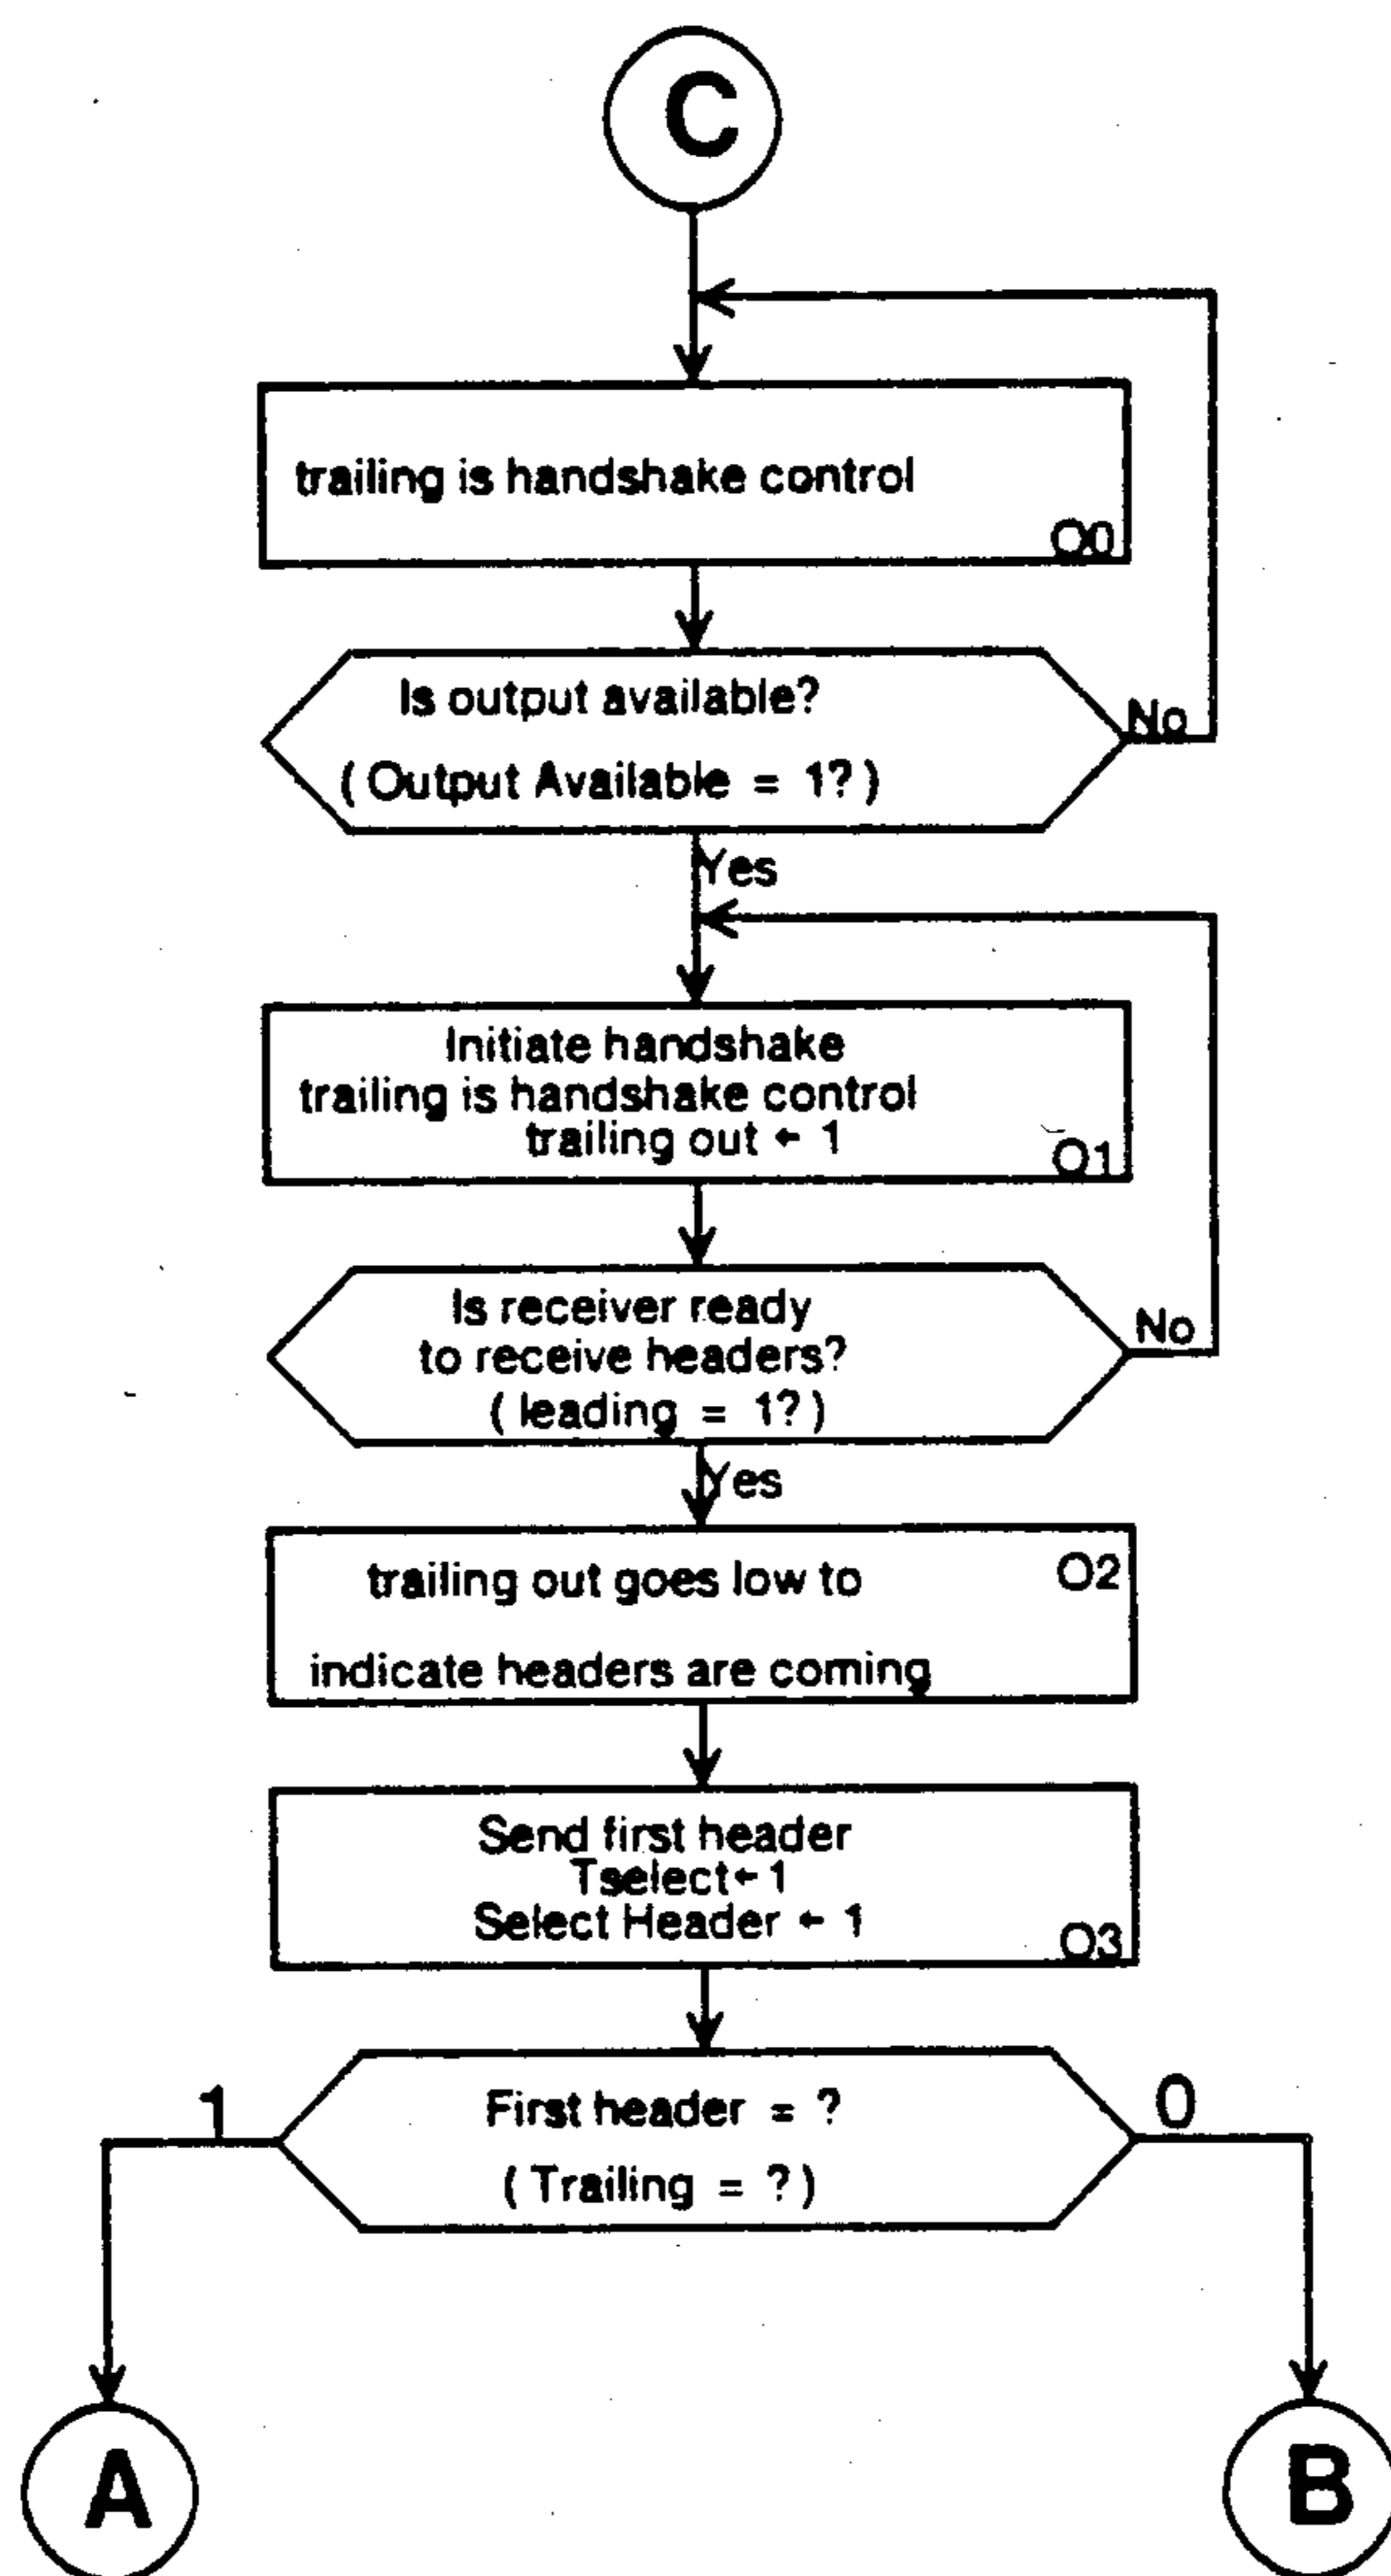 C
trailing is handshake control
O0
Is output available?
( Output Available = 1? )
No
Yes
Initiate handshake
trailing is handshake control
trailing out ← 1
O1
Is receiver ready
to receive headers?
( leading = 1? )
No
Yes
trailing out goes low to
O2
indicate headers are coming
Send first header
Tselect ← 1
Select Header ← 1
O3
First header = ?
( Trailing = ? )
1
0
A
B